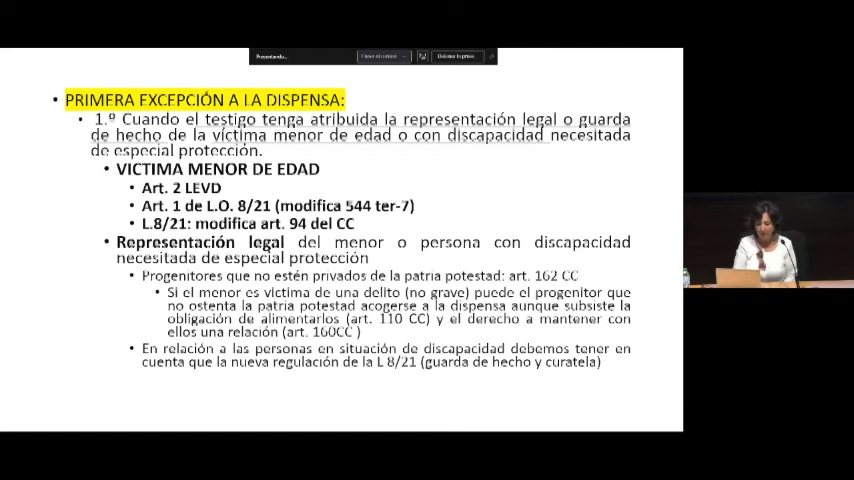 Presentando...
• PRIMERA EXCEPCIÓN A LA DISPENSA:
• 1.º Cuando el testigo tenga atribuida la representación legal o guarda
de hecho de la víctima menor de edad o con discapacidad necesitada
de especial protección.
• VICTIMA MENOR DE EDAD
• Art. 2 LEVD
• Art. 1 de L.O. 8/21 (modifica 544 ter-7)
• L.8/21: modifica art. 94 del CC
• Representación legal del menor o persona con discapacidad
necesitada de especial protección
• Progenitores que no estén privados de la patria potestad: art. 162 CC
• Si el menor es victima de una delito (no grave) puede el progenitor que
no ostenta la patria potestad acogerse a la dispensa aunque subsiste la
obligación de alimentarlos (art. 110 CC) y el derecho a mantener con
ellos una relación (art. 160CC )
• En relación a las personas en situación de discapacidad debemos tener en
cuenta que la nueva regulación de la L 8/21 (guarda de hecho y curatela)